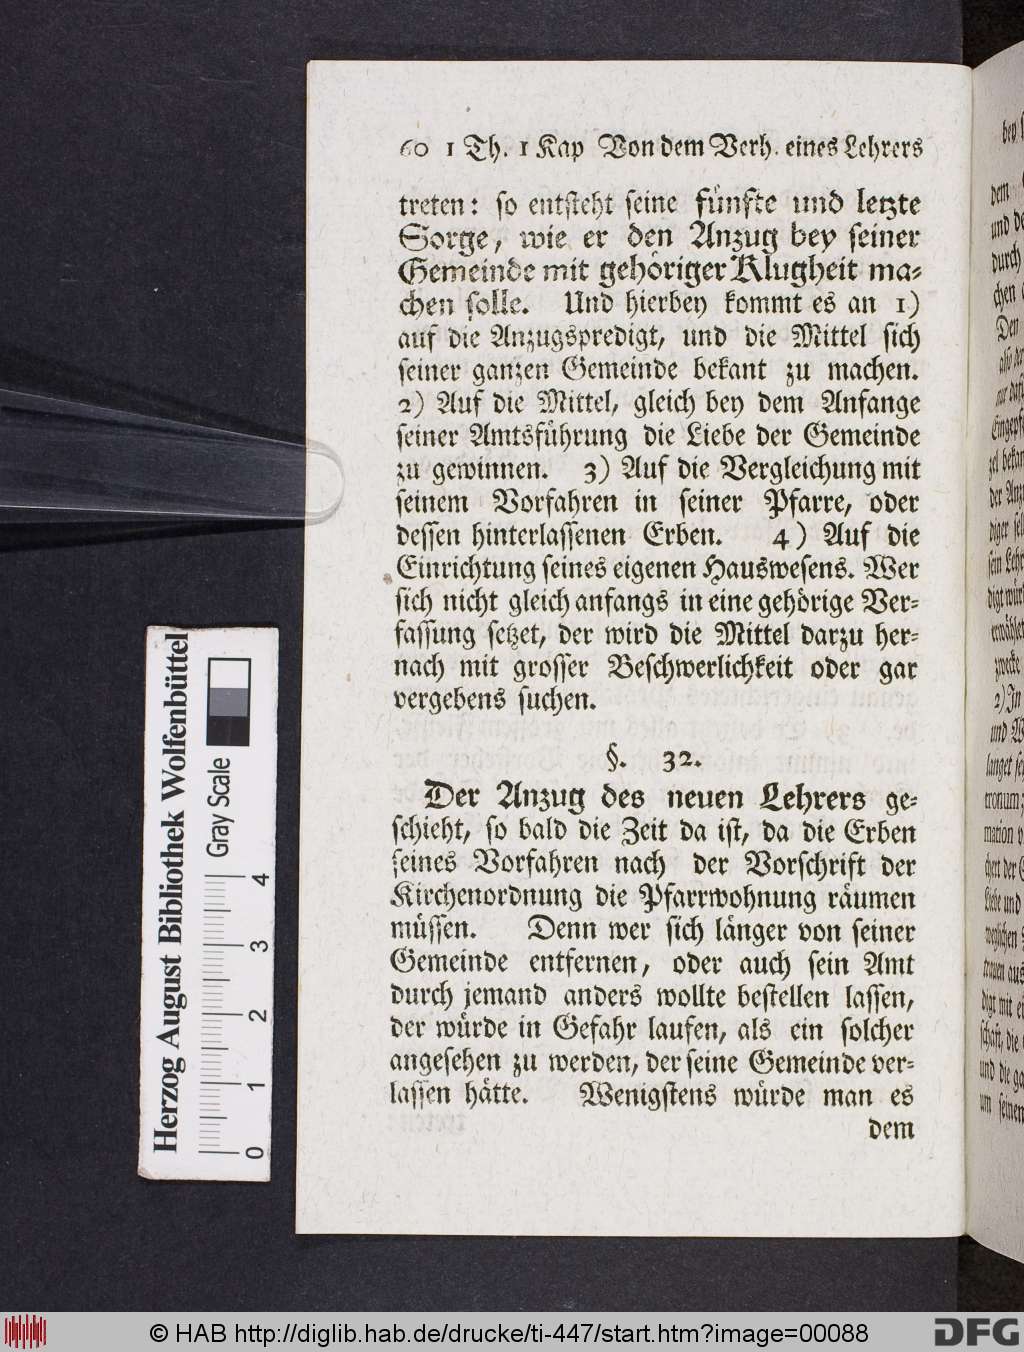 60 1 Th. 1 Kap Von dem Verh. eines Lehrers
treten: so entsteht seine fünfte und letzte
Sorge, wie er den Anzug bey seiner
Gemeinde mit gehöriger Klugheit ma-
chen solle. Und hierbey kommt es an 1)
auf die Anzugspredigt, und die Mittel sich
seiner ganzen Gemeinde bekant zu machen.
2) Auf die Mittel, gleich bey dem Anfange
seiner Amtsführung die Liebe der Gemeinde
zu gewinnen. 3) Auf die Vergleichung mit
seinem Vorfahren in seiner Pfarre, oder
dessen hinterlassenen Erben. 4) Auf die
Einrichtung seines eigenen Hauswesens. Wer
sich nicht gleich anfangs in eine gehörige Ver-
fassung setzet, der wird die Mittel darzu her-
nach mit grosser Beschwerlichkeit oder gar
vergebens suchen.
§. 32.
Der Anzug des neuen Lehrers ge-
schieht, so bald die Zeit da ist, da die Erben
seines Vorfahren nach der Vorschrift der
Kirchenordnung die Pfarrwohnung räumen
müssen. Denn wer sich länger von seiner
Gemeinde entfernen, oder auch sein Amt
durch jemand anders wollte bestellen lassen,
der würde in Gefahr laufen, als ein solcher
angesehen zu werden, der seine Gemeinde ver-
lassen hätte. Wenigstens würde man es
dem
Herzog August Bibliothek Wolfenbüttel
Gray Scale
0 1 2 3 4
© HAB http://diglib.hab.de/drucke/ti-447/start.htm?image=00088
DFG